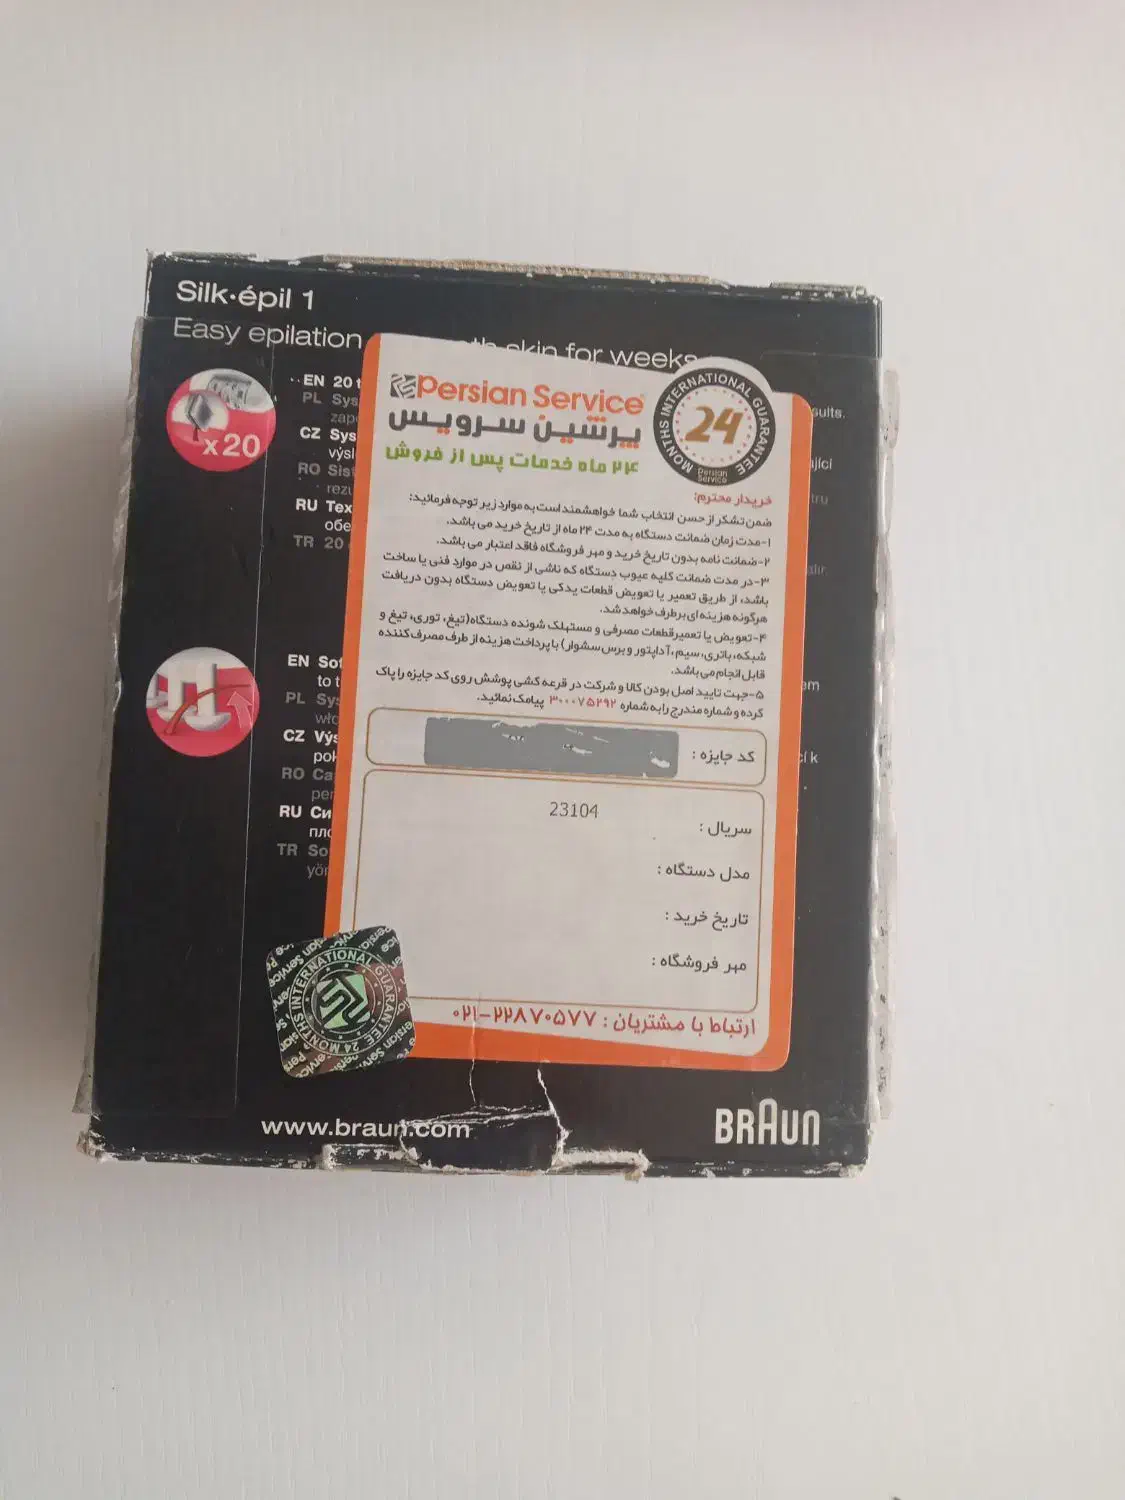 Silk·épil 1
Easy epilation
skin for weeks
x20
EN 20
PL Sys
CZ Sys
RO Sist
RU Tex
обе
TR 20
EN Sof
to t
PL Sys
CZ Výs
pok
RO Ca
per
RU Си
пло
TR So
yör
Persian Service
پرشین سرویس
۲۴ ماه خدمات پس از فروش
MONTHS INTERNATIONAL GUARANTEE
24
Persian Service
خریدار محترم:
ضمن تشکر از حسن انتخاب شما خواهشمند است به موارد زیر توجه فرمائید:
۱-مدت زمان ضمانت دستگاه به مدت ۲۴ ماه از تاریخ خرید می باشد.
۲-ضمانت نامه بدون تاریخ خرید و مهر فروشگاه فاقد اعتبار می باشد.
۳-در مدت ضمانت کلیه عیوب دستگاه که ناشی از نقص در موارد فنی یا ساخت
باشد، از طریق تعمیر یا تعویض قطعات یدکی یا تعویض دستگاه بدون دریافت
هرگونه هزینه ای برطرف خواهد شد.
۴-تعویض یا تعمیر قطعات مصرفی و مستهلک شونده دستگاه(تیغ، توری، تیغ و
شبکه، باتری، سیم، آداپتور و برس سشوار) با پرداخت هزینه از طرف مصرف کننده
قابل انجام می باشد.
۵-جهت تایید اصل بودن کالا و شرکت در قرعه کشی پوشش روی کد جایزه را پاک
کرده و شماره مندرج را به شماره ۳۰۰۰۷۵۲۹۲ پیامک نمائید.
کد جایزه :
سریال : 23104
مدل دستگاه :
تاریخ خرید :
مهر فروشگاه :
ارتباط با مشتریان : ۲۲۸۷۰۵۷۷-۰۲۱
INTERNATIONAL GUARANTEE 24 MONTHS
www.braun.com
BRAUN